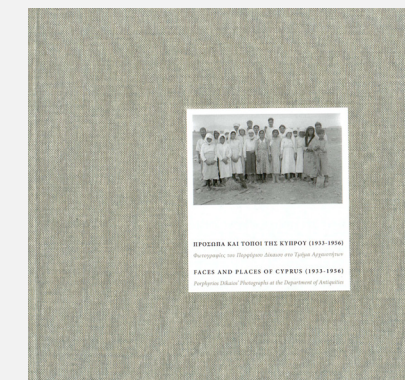 ΠΡΟΣΩΠΑ ΚΑΙ ΤΟΠΟΙ ΤΗΣ ΚΥΠΡΟΥ (1933-1956)
Φωτογραφίες του Πορφύριου Δίκαιου στο Τμήμα Αρχαιοτήτων
FACES AND PLACES OF CYPRUS (1933-1956)
Porphyrios Dikaios' Photographs at the Department of Antiquities